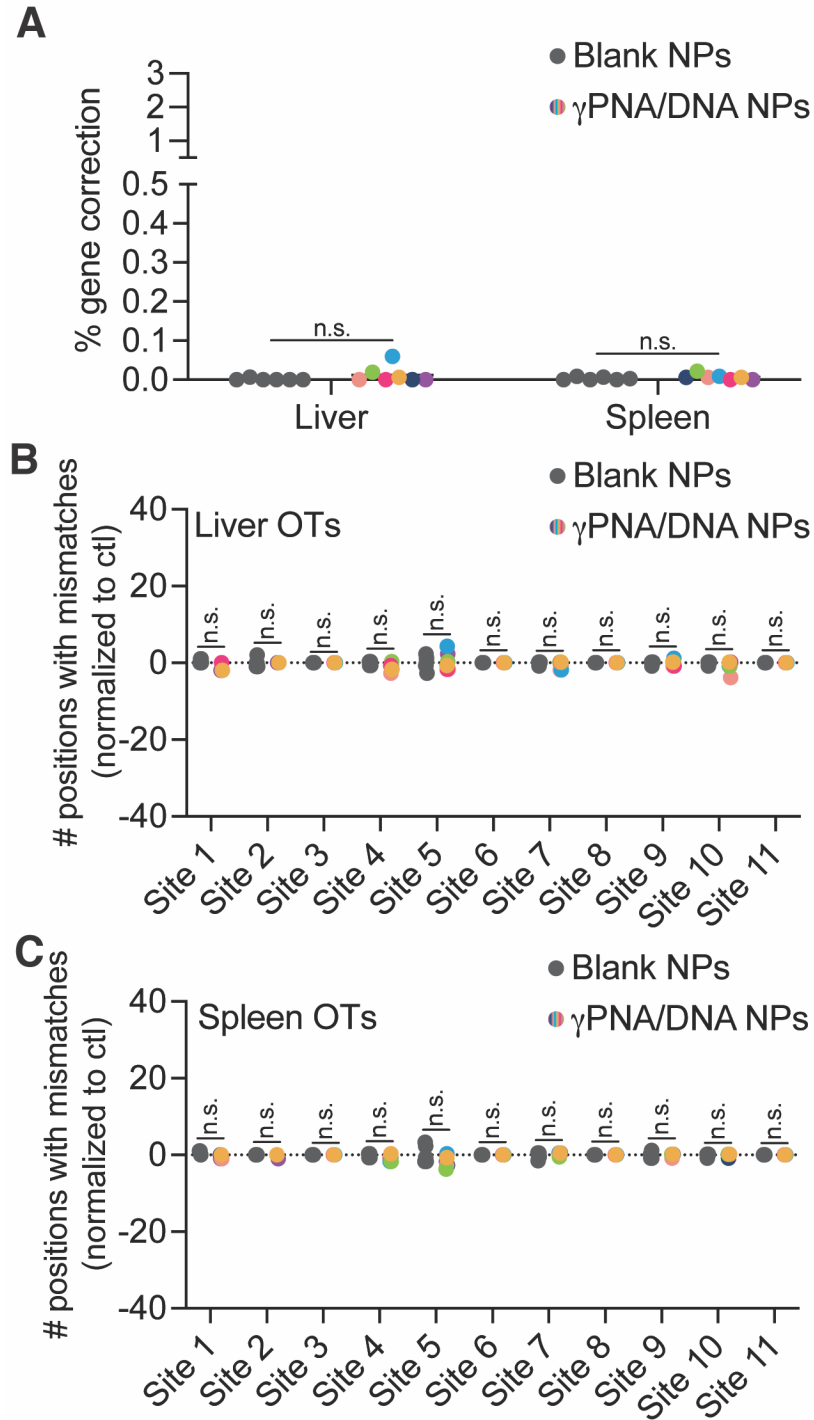 A
Blank NPs
γPNA/DNA NPs
% gene correction
3
2
1
0.5
0.4
0.3
0.2
0.1
0.0
n.s.
n.s.
Liver
Spleen
B
Blank NPs
γPNA/DNA NPs
# positions with mismatches
(normalized to ctl)
Liver OTs
40
20
0
-20
-40
n.s.
n.s.
n.s.
n.s.
n.s.
n.s.
n.s.
n.s.
n.s.
n.s.
n.s.
Site 1
Site 2
Site 3
Site 4
Site 5
Site 6
Site 7
Site 8
Site 9
Site 10
Site 11
C
Blank NPs
γPNA/DNA NPs
# positions with mismatches
(normalized to ctl)
Spleen OTs
40
20
0
-20
-40
n.s.
n.s.
n.s.
n.s.
n.s.
n.s.
n.s.
n.s.
n.s.
n.s.
n.s.
Site 1
Site 2
Site 3
Site 4
Site 5
Site 6
Site 7
Site 8
Site 9
Site 10
Site 11